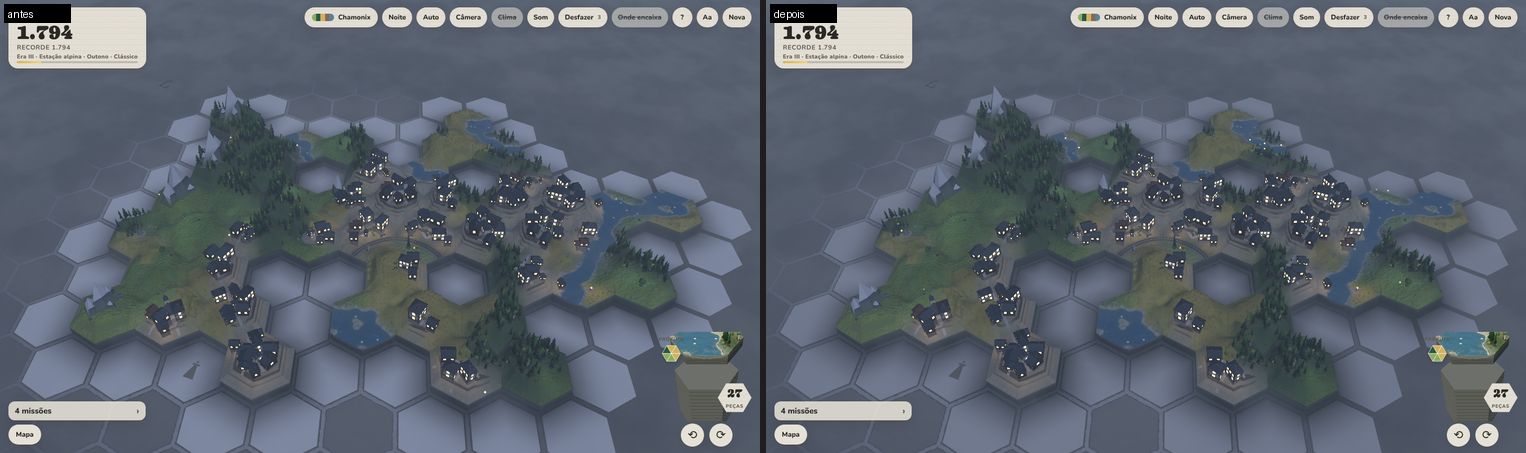 antes
1.794
RECORDE 1.794
Era III · Estação alpina · Outono · Clássico
Chamonix
Noite
Auto
Câmera
Clima
Som
Desfazer 3
Onde encaixa
?
Aa
Nova
4 missões ›
Mapa
27
PEÇAS
⟲
⟳
depois
1.794
RECORDE 1.794
Era III · Estação alpina · Outono · Clássico
Chamonix
Noite
Auto
Câmera
Clima
Som
Desfazer 3
Onde encaixa
?
Aa
Nova
4 missões ›
Mapa
27
PEÇAS
⟲
⟳